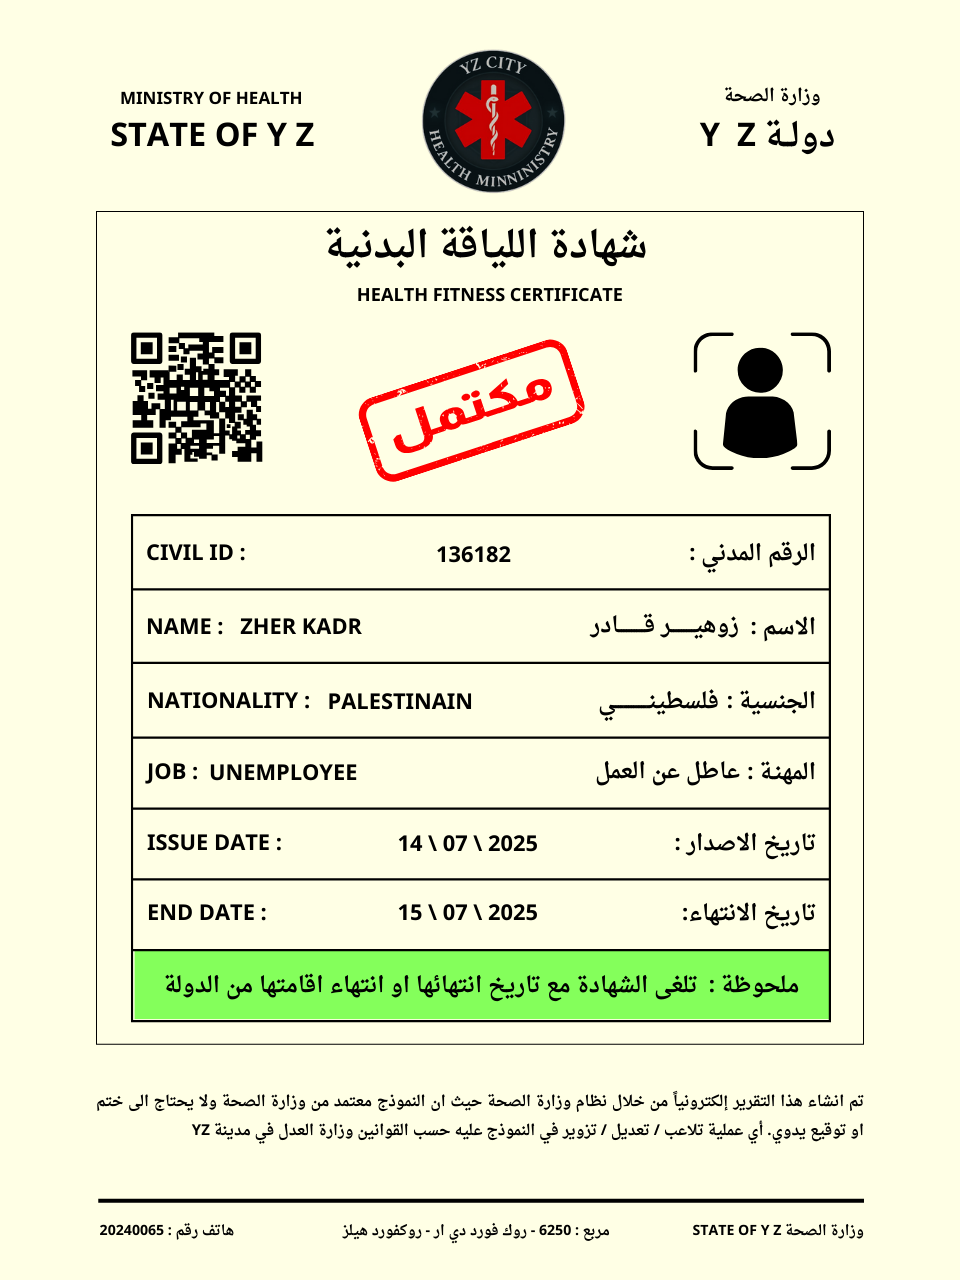 MINISTRY OF HEALTH
STATE OF Y Z
YZ CITY
HEALTH MINNINISTRY
وزارة الصحة
دولة Y Z
شهادة اللياقة البدنية
HEALTH FITNESS CERTIFICATE
مكتمل
CIVIL ID : 136182 الرقم المدني :
NAME : ZHER KADR الاسم : زوهيــــر قــــادر
NATIONALITY : PALESTINAIN الجنسية : فلسطينـــــي
JOB : UNEMPLOYEE المهنة : عاطل عن العمل
ISSUE DATE : 14 \ 07 \ 2025 تاريخ الاصدار :
END DATE : 15 \ 07 \ 2025 تاريخ الانتهاء:
ملحوظة : تلغى الشهادة مع تاريخ انتهائها او انتهاء اقامتها من الدولة
تم انشاء هذا التقرير إلكترونياً من خلال نظام وزارة الصحة حيث ان النموذج معتمد من وزارة الصحة ولا يحتاج الى ختم
او توقيع يدوي. أي عملية تلاعب / تعديل / تزوير في النموذج عليه حسب القوانين وزارة العدل في مدينة YZ
وزارة الصحة STATE OF Y Z مربع : 6250 - روك فورد دي ار - روكفورد هيلز هاتف رقم : 20240065